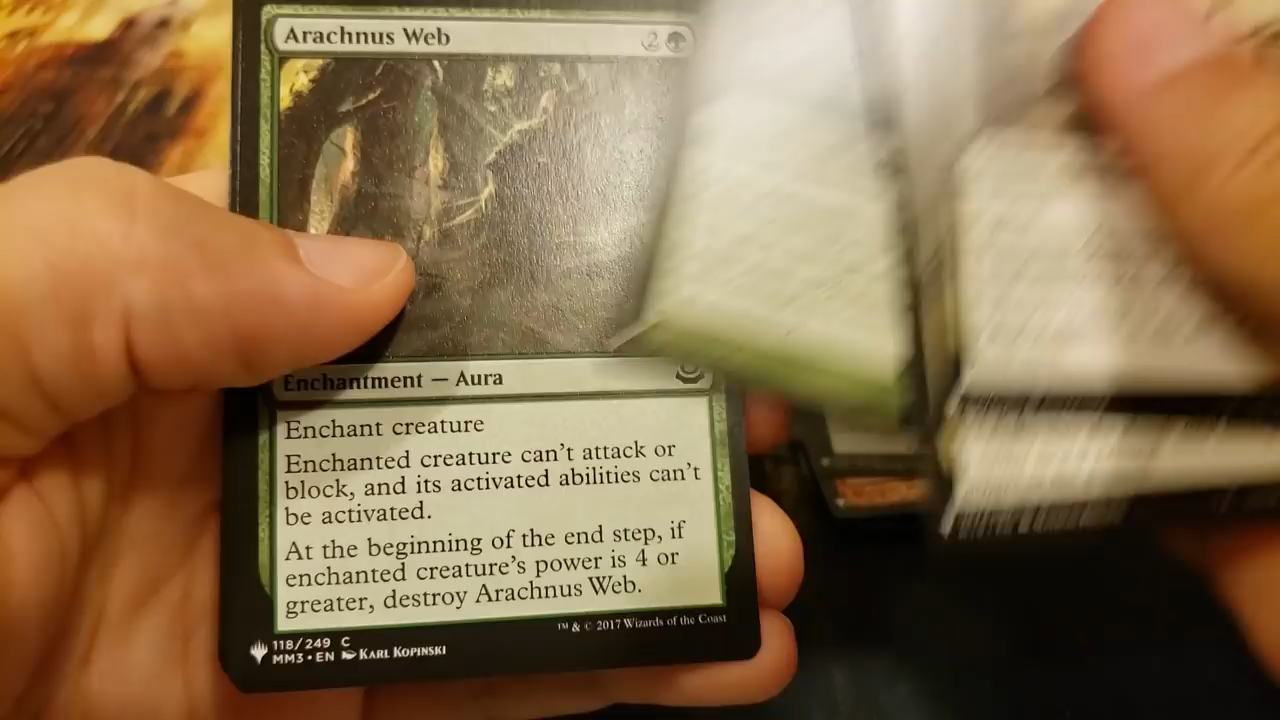 Arachnus Web 2
Enchantment — Aura
Enchant creature
Enchanted creature can't attack or
block, and its activated abilities can't
be activated.
At the beginning of the end step, if
enchanted creature's power is 4 or
greater, destroy Arachnus Web.
™ & © 2017 Wizards of the Coast
118/249 C
MM3 • EN KARL KOPINSKI